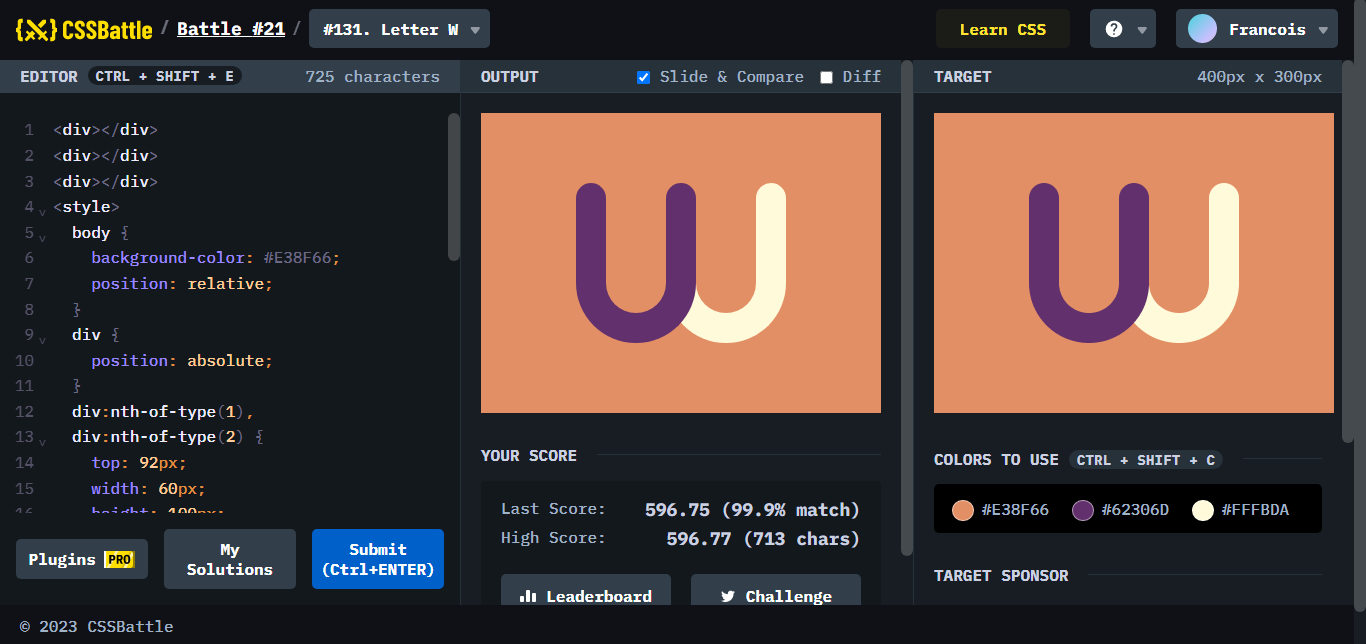 CSSBattle / Battle #21 / #131. Letter W Learn CSS Francois
EDITOR CTRL + SHIFT + E 725 characters
OUTPUT Slide & Compare Diff
TARGET 400px x 300px
1 <div></div>
2 <div></div>
3 <div></div>
4 <style>
5 body {
6 background-color: #E38F66;
7 position: relative;
8 }
9 div {
10 position: absolute;
11 }
12 div:nth-of-type(1),
13 div:nth-of-type(2) {
14 top: 92px;
15 width: 60px;
16 height: 100px;
Plugins PRO
My Solutions
Submit (Ctrl+ENTER)
YOUR SCORE
Last Score: 596.75 (99.9% match)
High Score: 596.77 (713 chars)
Leaderboard Challenge
COLORS TO USE CTRL + SHIFT + C
#E38F66 #62306D #FFFBDA
TARGET SPONSOR
© 2023 CSSBattle